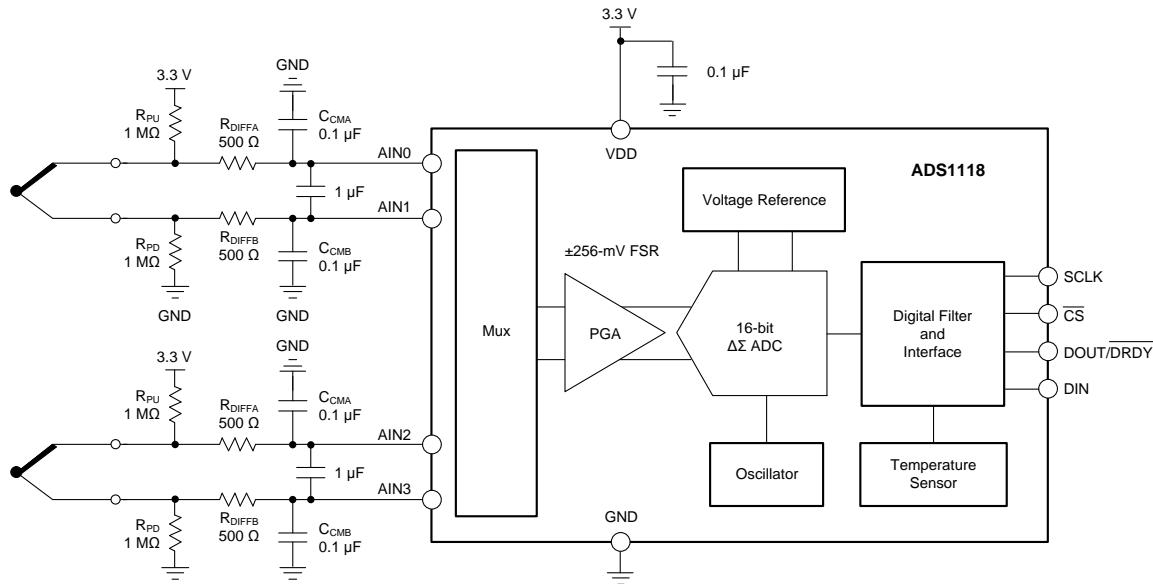 3.3 V
0.1 µF
GND
3.3 V
RPU
1 MΩ
RDIFFA
500 Ω
CCMA
0.1 µF
AIN0
1 µF
AIN1
RPD
1 MΩ
RDIFFB
500 Ω
CCMB
0.1 µF
GND
GND
3.3 V
GND
RPU
1 MΩ
RDIFFA
500 Ω
CCMA
0.1 µF
AIN2
1 µF
AIN3
RPD
1 MΩ
RDIFFB
500 Ω
CCMB
0.1 µF
VDD
ADS1118
Voltage Reference
±256-mV FSR
Mux
PGA
16-bit
ΔΣ ADC
Digital Filter
and
Interface
SCLK
CS
DOUT/DRDY
DIN
Oscillator
Temperature
Sensor
GND